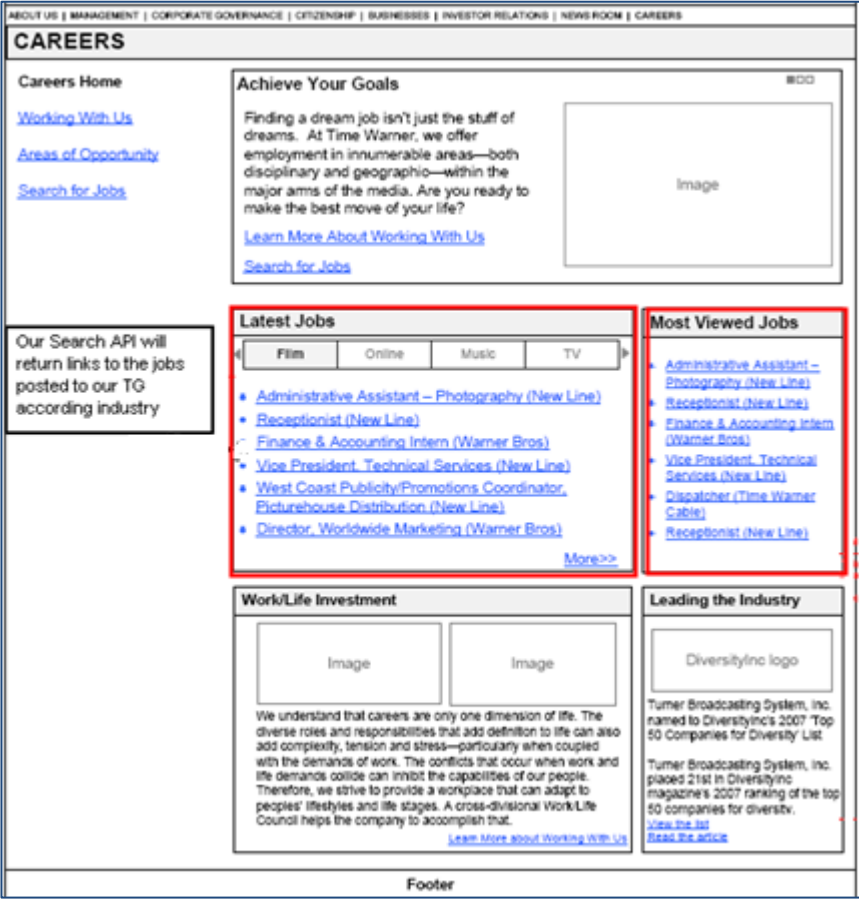 ABOUT US | MANAGEMENT | CORPORATE GOVERNANCE | CITIZENSHIP | BUSINESSES | INVESTOR RELATIONS | NEWS ROOM | CAREERS
CAREERS
Careers Home
Working With Us
Areas of Opportunity
Search for Jobs
Our Search API will
return links to the jobs
posted to our TG
according industry
Achieve Your Goals
Finding a dream job isn't just the stuff of
dreams. At Time Warner, we offer
employment in innumerable areas—both
disciplinary and geographic—within the
major arms of the media. Are you ready to
make the best move of your life?
Learn More About Working With Us
Search for Jobs
Image
Latest Jobs
Film Online Music TV
Administrative Assistant – Photography (New Line)
Receptionist (New Line)
Finance & Accounting Intern (Warner Bros)
Vice President, Technical Services (New Line)
West Coast Publicity/Promotions Coordinator,
Picturehouse Distribution (New Line)
Director, Worldwide Marketing (Warner Bros)
More>>
Most Viewed Jobs
Administrative Assistant –
Photography (New Line)
Receptionist (New Line)
Finance & Accounting Intern
(Warner Bros)
Vice President, Technical
Services (New Line)
Dispatcher (Time Warner
Cable)
Receptionist (New Line)
Work/Life Investment
Image Image
We understand that careers are only one dimension of life. The
diverse roles and responsibilities that add definition to life can also
add complexity, tension and stress—particularly when coupled
with the demands of work. The conflicts that occur when work and
life demands collide can inhibit the capabilities of our people.
Therefore, we strive to provide a workplace that can adapt to
peoples' lifestyles and life stages. A cross-divisional Work/Life
Council helps the company to accomplish that.
Learn More about Working With Us
Leading the Industry
DiversityInc logo
Turner Broadcasting System, Inc.
named to DiversityInc's 2007 'Top
50 Companies for Diversity' List
Turner Broadcasting System, Inc.
placed 21st in DiversityInc
magazine's 2007 ranking of the top
50 companies for diversity.
View the list
Read the article
Footer